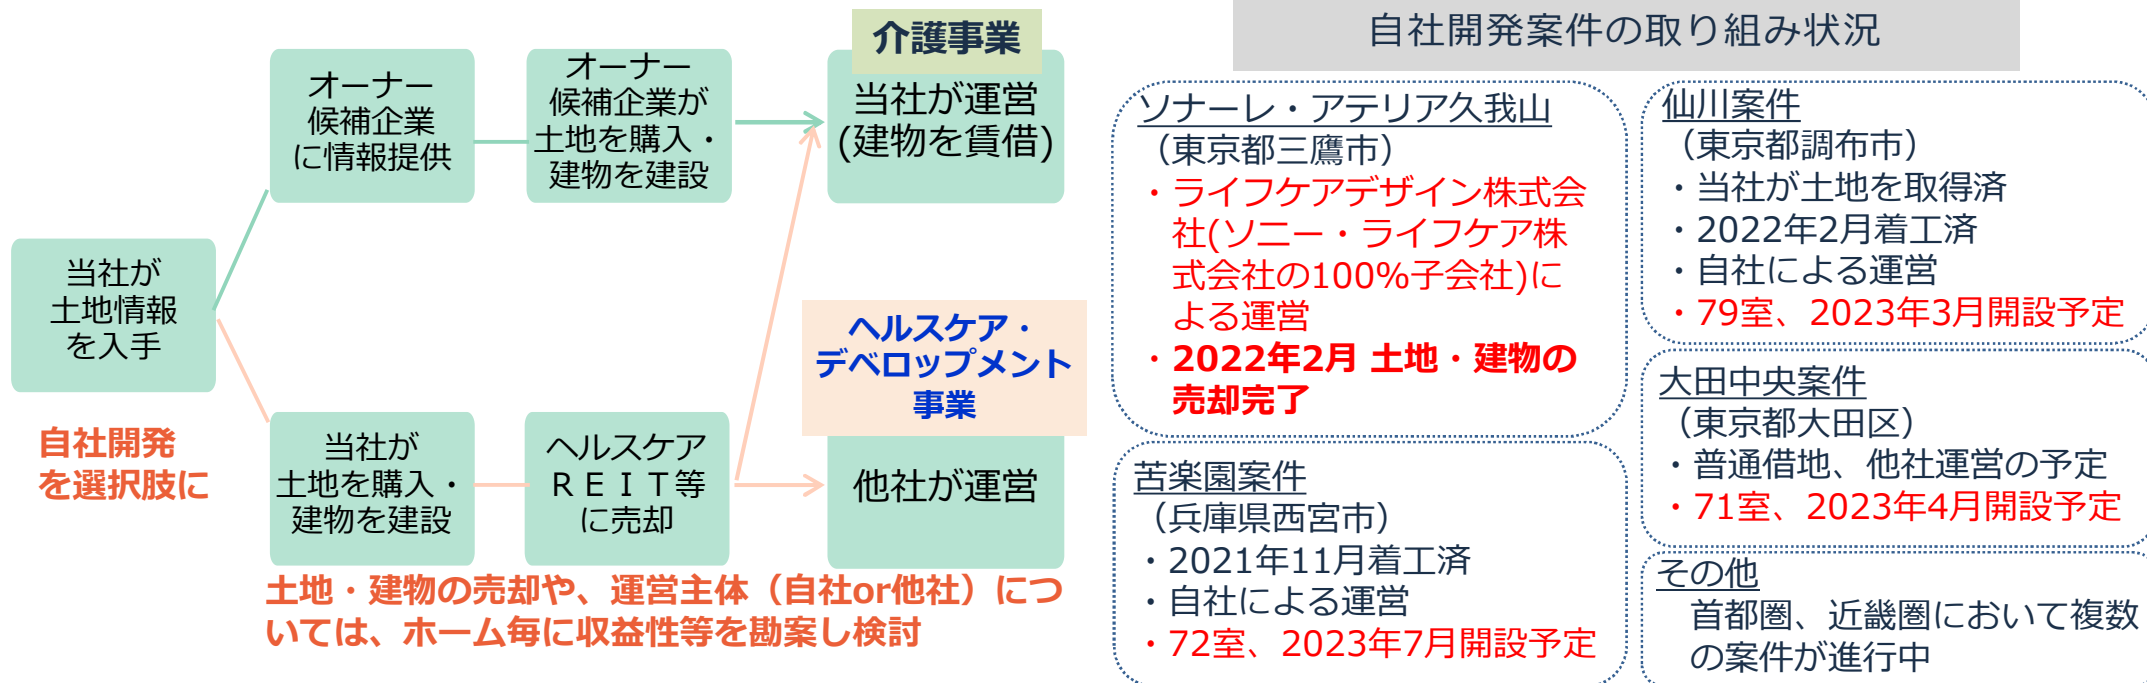 介護事業
オーナー
候補企業
に情報提供
オーナー
候補企業が
土地を購入・
建物を建設
当社が運営
(建物を賃借)
当社が
土地情報
を入手
自社開発
を選択肢に
ヘルスケア・
デベロップメント
事業
当社が
土地を購入・
建物を建設
ヘルスケア
ＲＥＩＴ等
に売却
他社が運営
土地・建物の売却や、運営主体（自社or他社）につ
いては、ホーム毎に収益性等を勘案し検討
自社開発案件の取り組み状況
ソナーレ・アテリア久我山
（東京都三鷹市）
・ライフケアデザイン株式会
社(ソニー・ライフケア株
式会社の100%子会社)に
よる運営
・2022年2月 土地・建物の
売却完了
苦楽園案件
（兵庫県西宮市）
・2021年11月着工済
・自社による運営
・72室、2023年7月開設予定
仙川案件
（東京都調布市）
・当社が土地を取得済
・2022年2月着工済
・自社による運営
・79室、2023年3月開設予定
大田中央案件
（東京都大田区）
・普通借地、他社運営の予定
・71室、2023年4月開設予定
その他
首都圏、近畿圏において複数
の案件が進行中